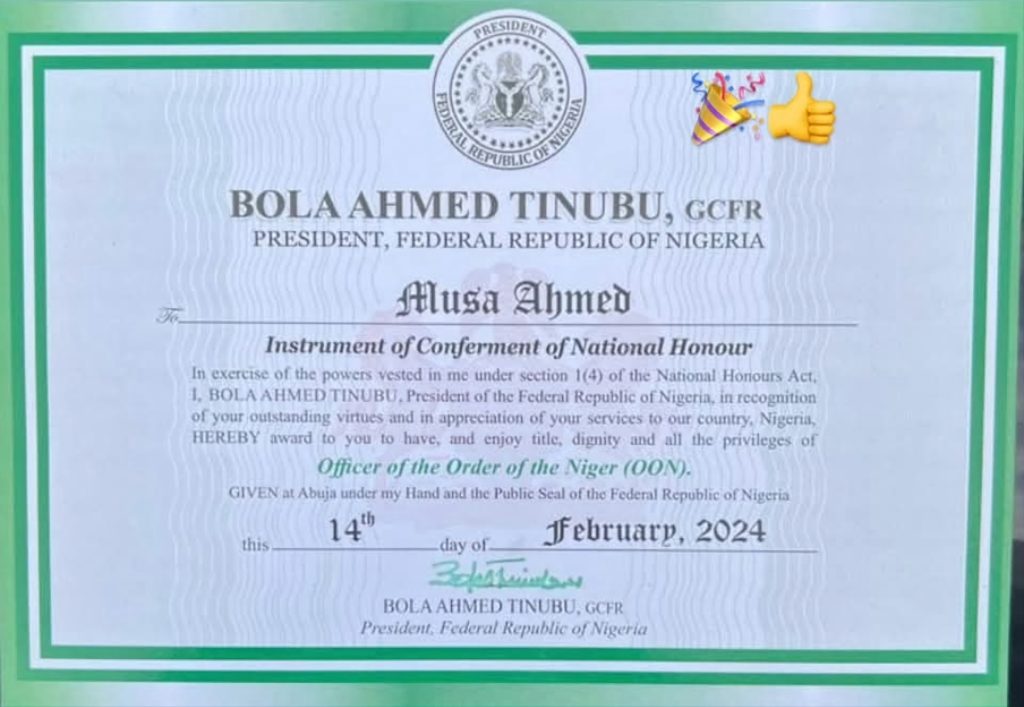 PRESIDENT
FEDERAL REPUBLIC OF NIGERIA
BOLA AHMED TINUBU, GCFR
PRESIDENT, FEDERAL REPUBLIC OF NIGERIA
To Musa Ahmed
Instrument of Conferment of National Honour
In exercise of the powers vested in me under section 1(4) of the National Honours Act,
I, BOLA AHMED TINUBU, President of the Federal Republic of Nigeria, in recognition
of your outstanding virtues and in appreciation of your services to our country, Nigeria,
HEREBY award to you to have, and enjoy title, dignity and all the privileges of
Officer of the Order of the Niger (OON).
GIVEN at Abuja under my Hand and the Public Seal of the Federal Republic of Nigeria
this 14th day of February, 2024
BOLA AHMED TINUBU, GCFR
President, Federal Republic of Nigeria